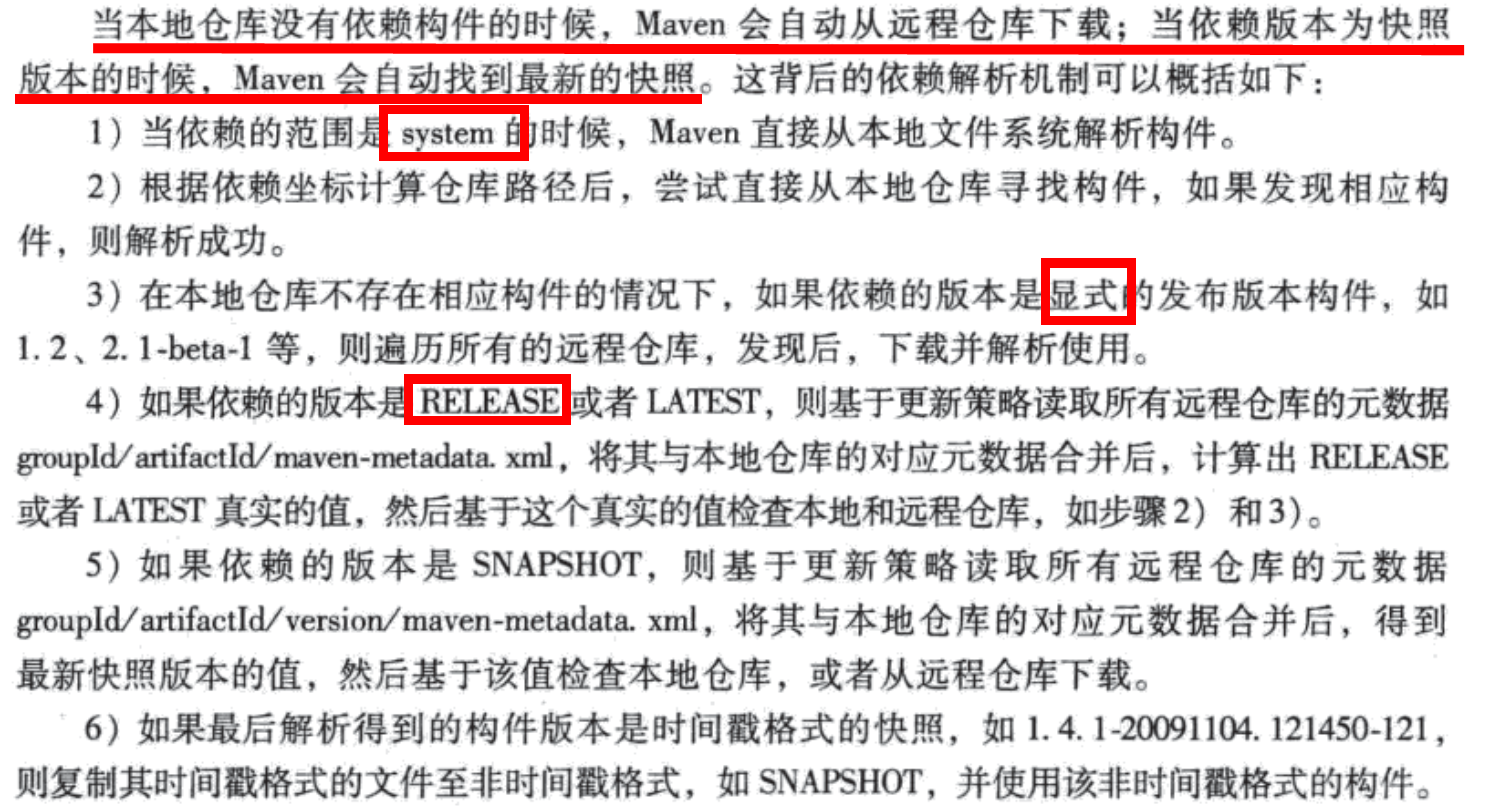 当本地仓库没有依赖构件的时候，Maven 会自动从远程仓库下载；当依赖版本为快照
版本的时候，Maven 会自动找到最新的快照。这背后的依赖解析机制可以概括如下：
1）当依赖的范围是 system 的时候，Maven 直接从本地文件系统解析构件。
2）根据依赖坐标计算仓库路径后，尝试直接从本地仓库寻找构件，如果发现相应构
件，则解析成功。
3）在本地仓库不存在相应构件的情况下，如果依赖的版本是显式的发布版本构件，如
1.2、2.1-beta-1 等，则遍历所有的远程仓库，发现后，下载并解析使用。
4）如果依赖的版本是 RELEASE 或者 LATEST，则基于更新策略读取所有远程仓库的元数据
groupId/artifactId/maven-metadata.xml，将其与本地仓库的对应元数据合并后，计算出 RELEASE
或者 LATEST 真实的值，然后基于这个真实的值检查本地和远程仓库，如步骤 2）和 3）。
5）如果依赖的版本是 SNAPSHOT，则基于更新策略读取所有远程仓库的元数据
groupId/artifactId/version/maven-metadata.xml，将其与本地仓库的对应元数据合并后，得到
最新快照版本的值，然后基于该值检查本地仓库，或者从远程仓库下载。
6）如果最后解析得到的构件版本是时间戳格式的快照，如 1.4.1-20091104.121450-121，
则复制其时间戳格式的文件至非时间戳格式，如 SNAPSHOT，并使用该非时间戳格式的构件。